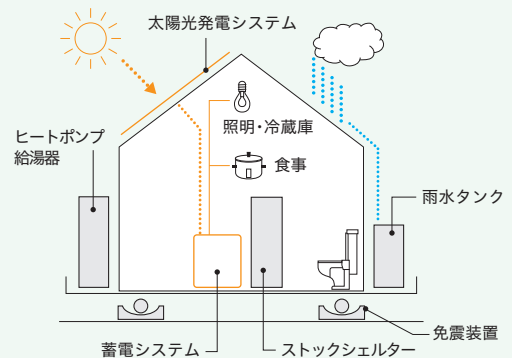 太陽光発電システム
照明・冷蔵庫
ヒートポンプ
給湯器
食事
雨水タンク
免震装置
蓄電システム
ストックシェルター